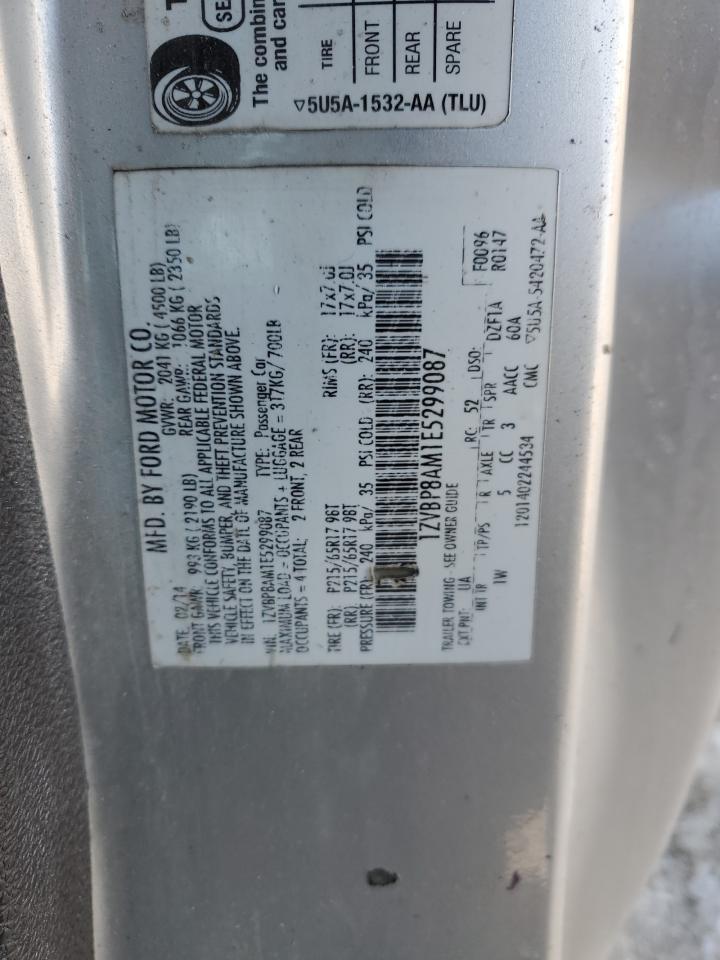 SE
The combin
and car
TIRE
FRONT
REAR
SPARE
▽5U5A-1532-AA (TLU)
MFD. BY FORD MOTOR CO.
DATE: 02/14 GVWR: 2041 KG ( 4500 LB)
FRONT GAWR: 993 KG ( 2190 LB) REAR GAWR: 1066 KG ( 2350 LB)
THIS VEHICLE CONFORMS TO ALL APPLICABLE FEDERAL MOTOR
VEHICLE SAFETY, BUMPER, AND THEFT PREVENTION STANDARDS
IN EFFECT ON THE DATE OF MANUFACTURE SHOWN ABOVE.
VIN: 1ZVBP8AM1E5299087 TYPE: Passenger Car
MAXIMUM LOAD = OCCUPANTS + LUGGAGE = 317KG/ 700LB
OCCUPANTS = 4 TOTAL: 2 FRONT, 2 REAR
TIRE (FR): P215/65R17 98T RIMS (FR): 17x7.0J
(RR) P215/65R17 98T (RR): 17x7.0J
PRESSURE (FR): 240 kPa/ 35 PSI COLD (RR): 240 kPa/ 35 PSI COLD
1ZVBP8AM1E5299087
TRAILER TOWING - SEE OWNER GUIDE
EXT PNT: UA RC: 52 DSO: F0096
INT TR TP/PS R AXLE TR SPR DZF1A R0147
IW 5 CC 3 AACC 60A
1201402244534 CMC ▽5U5A-5420472-AA